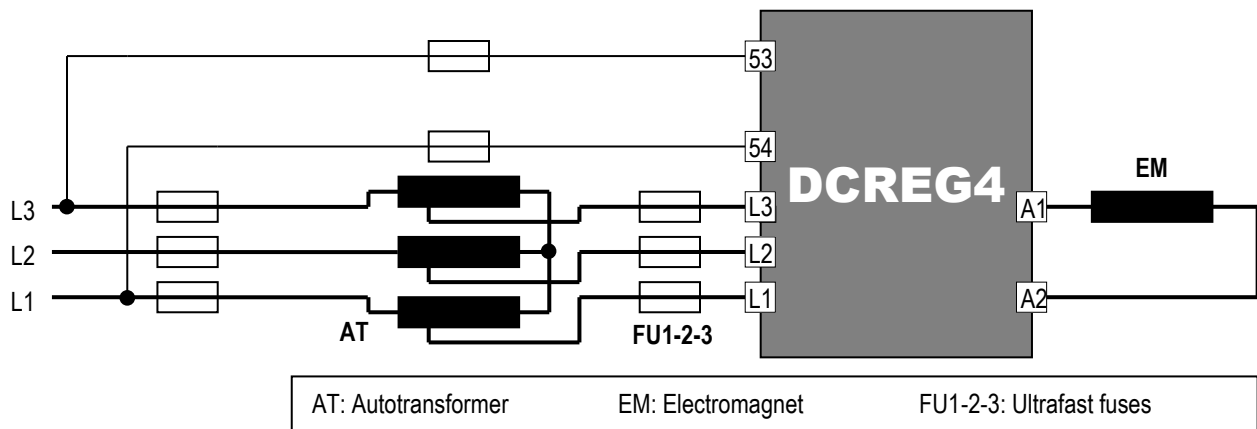 53
54
DCREG4
EM
L3
L3
A1
L2
L2
L1
L1
A2
AT
FU1-2-3
AT: Autotransformer EM: Electromagnet FU1-2-3: Ultrafast fuses